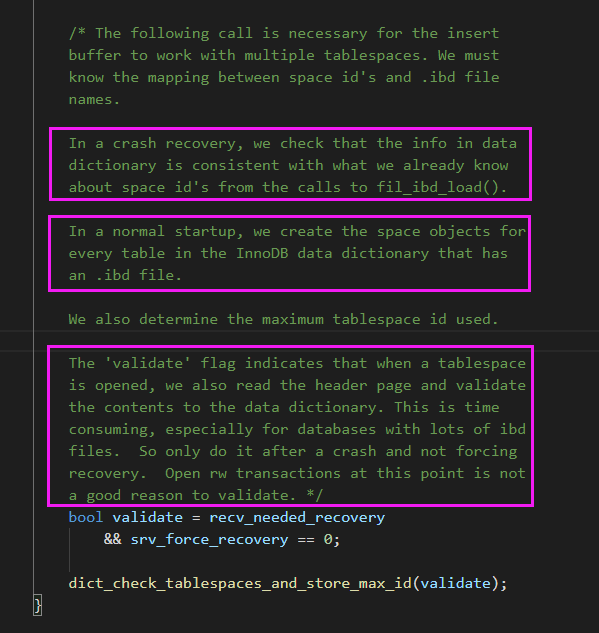 /* The following call is necessary for the insert
buffer to work with multiple tablespaces. We must
know the mapping between space id's and .ibd file
names.
In a crash recovery, we check that the info in data
dictionary is consistent with what we already know
about space id's from the calls to fil_ibd_load().
In a normal startup, we create the space objects for
every table in the InnoDB data dictionary that has
an .ibd file.
We also determine the maximum tablespace id used.
The 'validate' flag indicates that when a tablespace
is opened, we also read the header page and validate
the contents to the data dictionary. This is time
consuming, especially for databases with lots of ibd
files.  So only do it after a crash and not forcing
recovery.  Open rw transactions at this point is not
a good reason to validate. */
bool validate = recv_needed_recovery
&& srv_force_recovery == 0;
dict_check_tablespaces_and_store_max_id(validate);
}